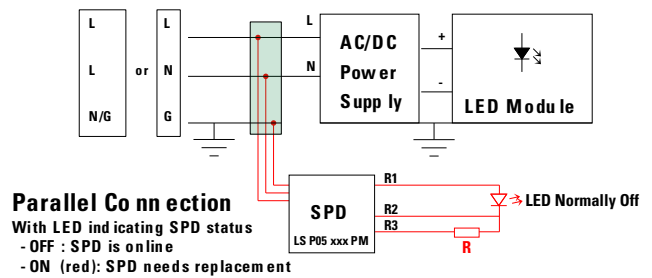 L L L
AC/DC
Power
Supply
+
-
LED Module
L or N N
N/G G
Parallel Connection
With LED indicating SPD status
- OFF : SPD is online
- ON (red): SPD needs replacement
SPD
LS P05 xxx PM
R1
R2
R3
R
LED Normally Off